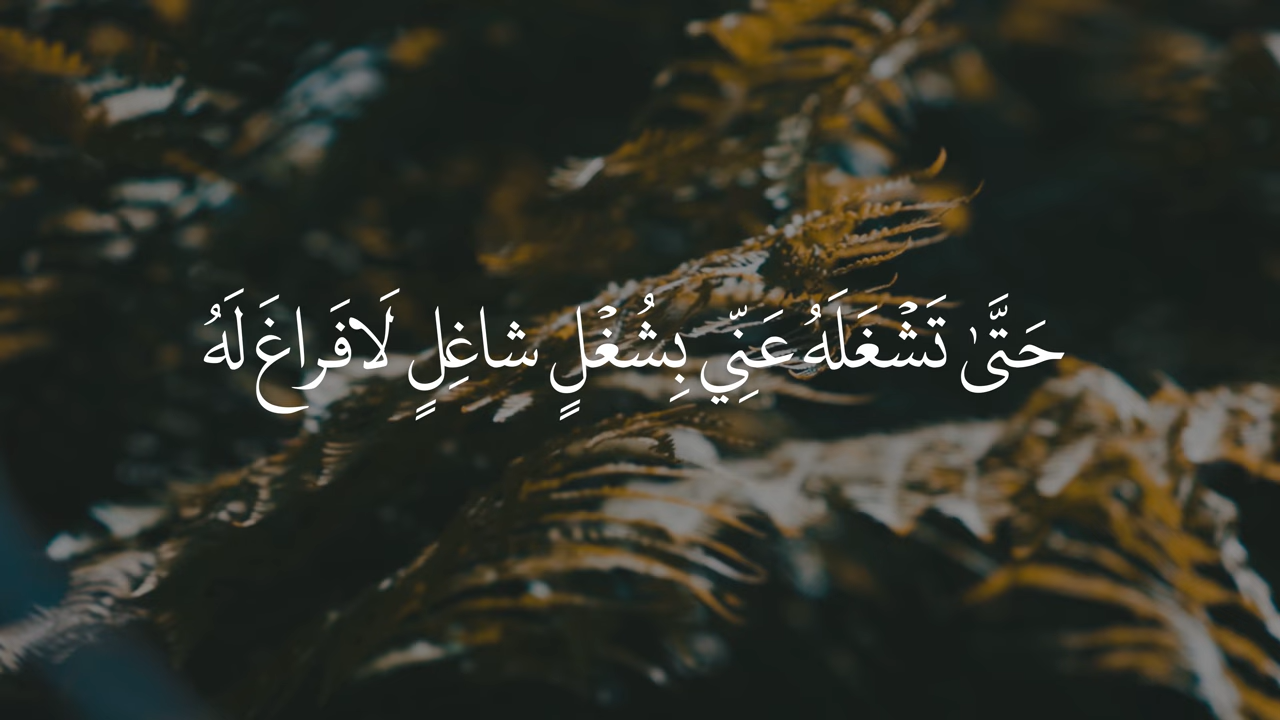 حَتَّىٰ تَشْغَلَهُ عَنِّي بِشُغْلٍ شاغِلٍ لَافَراغَ لَهُ